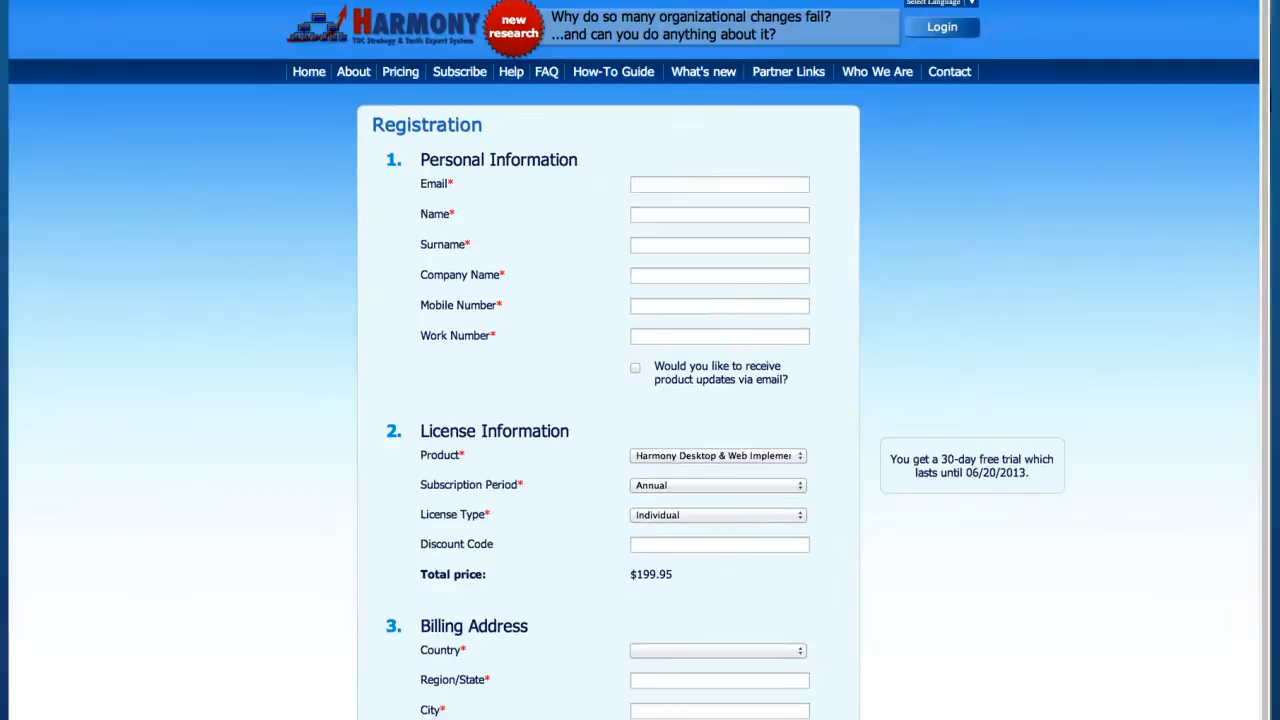 HARMONY
TOC Strategy & Tactic Expert System
new
research
Why do so many organizational changes fail?
...and can you do anything about it?
Select Language ▼
Login
Home About Pricing Subscribe Help FAQ How-To Guide What's new Partner Links Who We Are Contact
Registration
1. Personal Information
Email*
Name*
Surname*
Company Name*
Mobile Number*
Work Number*
Would you like to receive
product updates via email?
2. License Information
Product* Harmony Desktop & Web Implemer
You get a 30-day free trial which
lasts until 06/20/2013.
Subscription Period* Annual
License Type* Individual
Discount Code
Total price: $199.95
3. Billing Address
Country*
Region/State*
City*